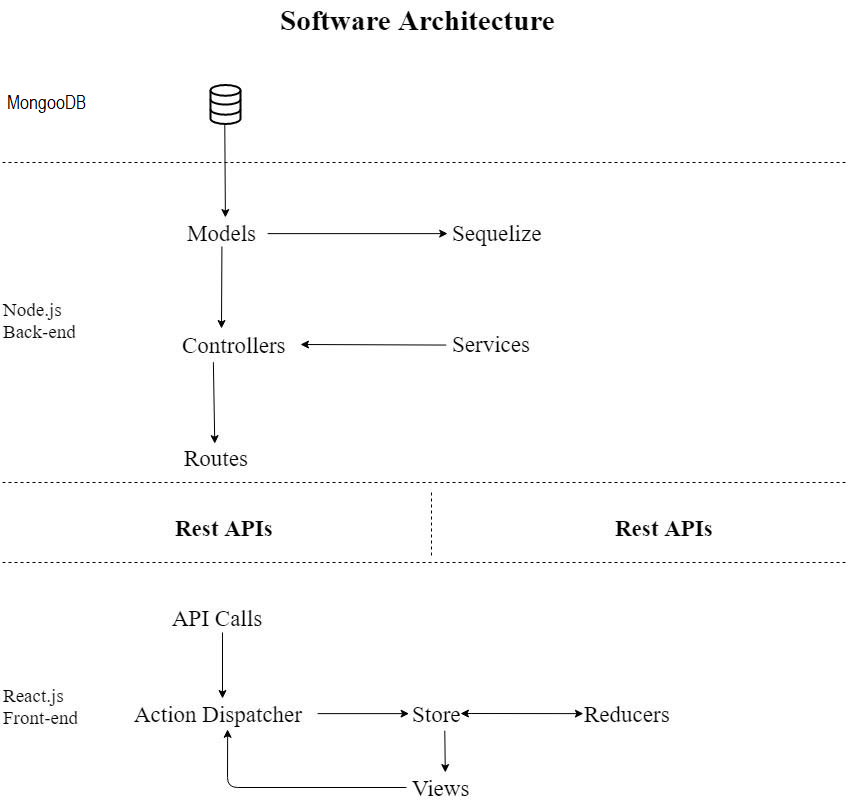 Software Architecture
MongooDB
Models
Sequelize
Node.js
Back-end
Controllers
Services
Routes
Rest APIs
Rest APIs
API Calls
React.js
Front-end
Action Dispatcher
Store
Reducers
Views